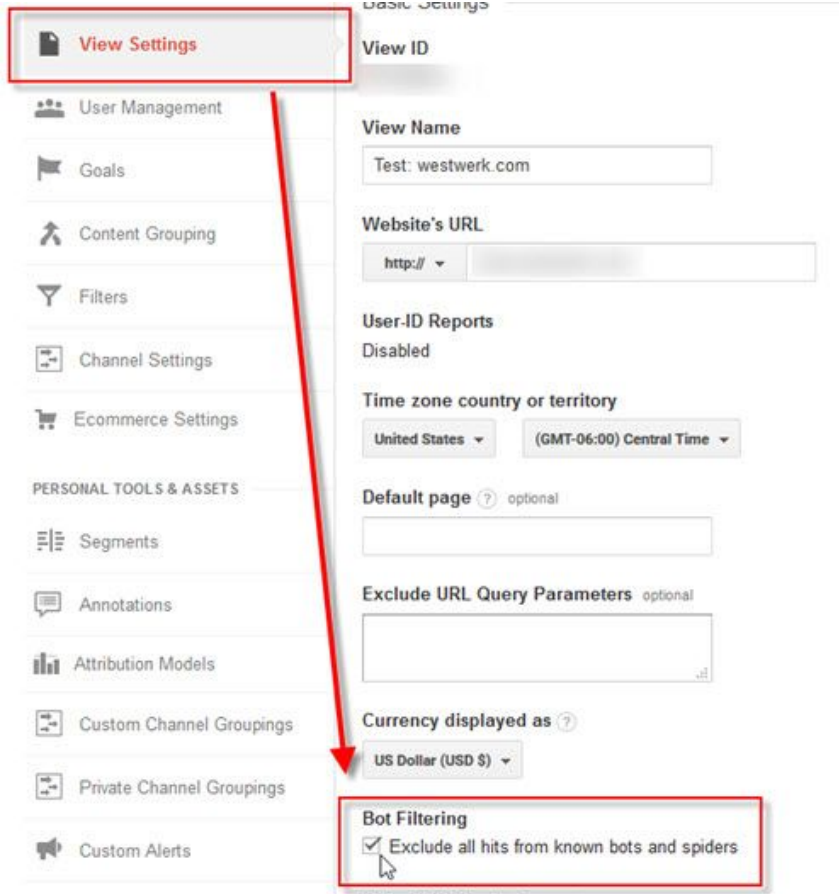 View Settings
User Management
Goals
Content Grouping
Filters
Channel Settings
Ecommerce Settings
PERSONAL TOOLS & ASSETS
Segments
Annotations
Attribution Models
Custom Channel Groupings
Private Channel Groupings
Custom Alerts
Basic Settings
View ID
View Name
Test: westwerk.com
Website's URL
http://
User-ID Reports
Disabled
Time zone country or territory
United States (GMT-06:00) Central Time
Default page ? optional
Exclude URL Query Parameters optional
Currency displayed as ?
US Dollar (USD $)
Bot Filtering
Exclude all hits from known bots and spiders